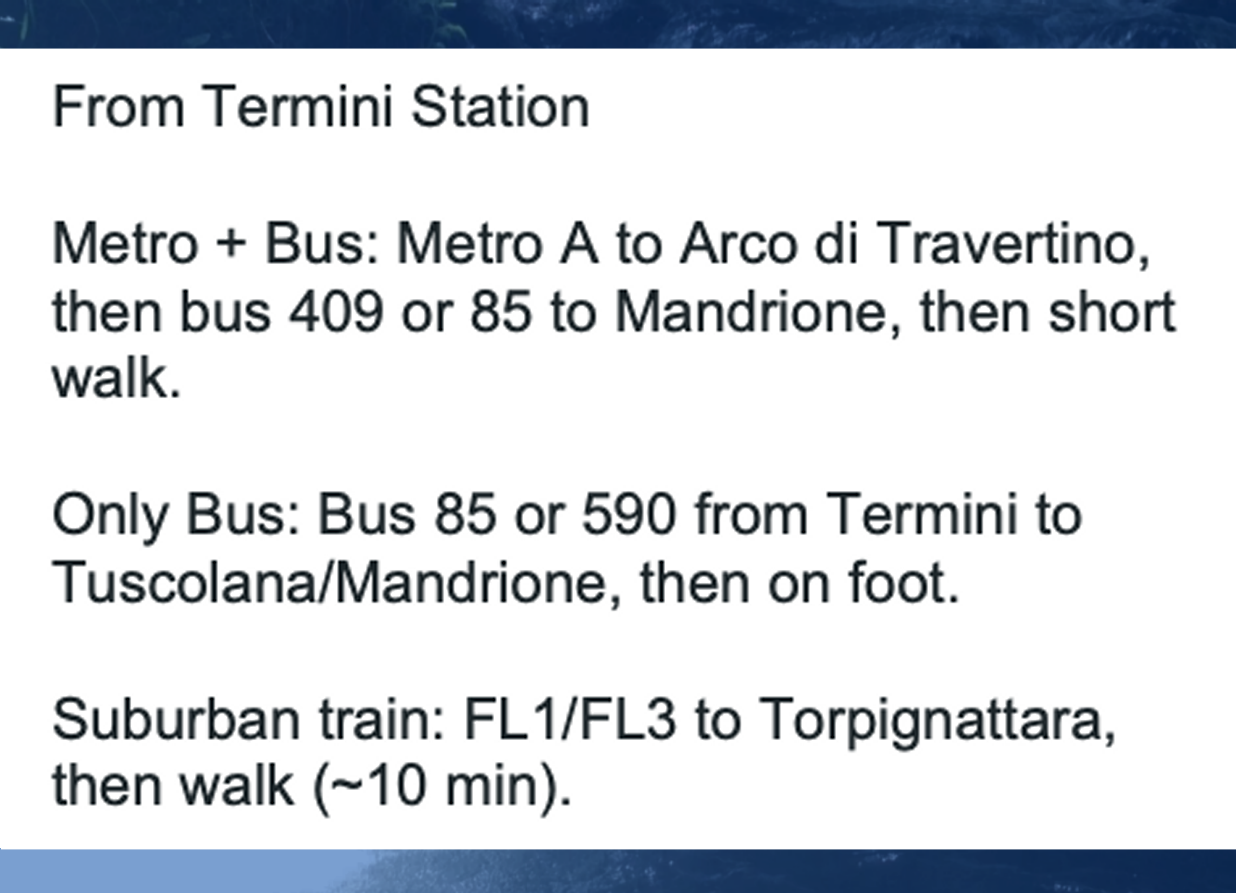 From Termini Station
Metro + Bus: Metro A to Arco di Travertino,
then bus 409 or 85 to Mandrione, then short
walk.
Only Bus: Bus 85 or 590 from Termini to
Tuscolana/Mandrione, then on foot.
Suburban train: FL1/FL3 to Torpignattara,
then walk (~10 min).